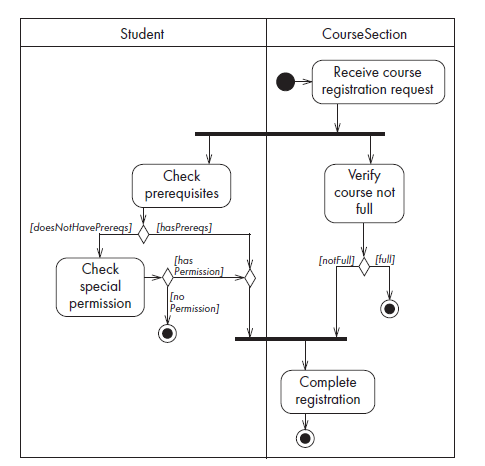 Student
CourseSection
Receive course
registration request
Check
prerequisites
Verify
course not
full
[doesNotHavePrereqs]
[hasPrereqs]
Check
special
permission
[has
Permission]
[no
Permission]
[notFull]
[full]
Complete
registration